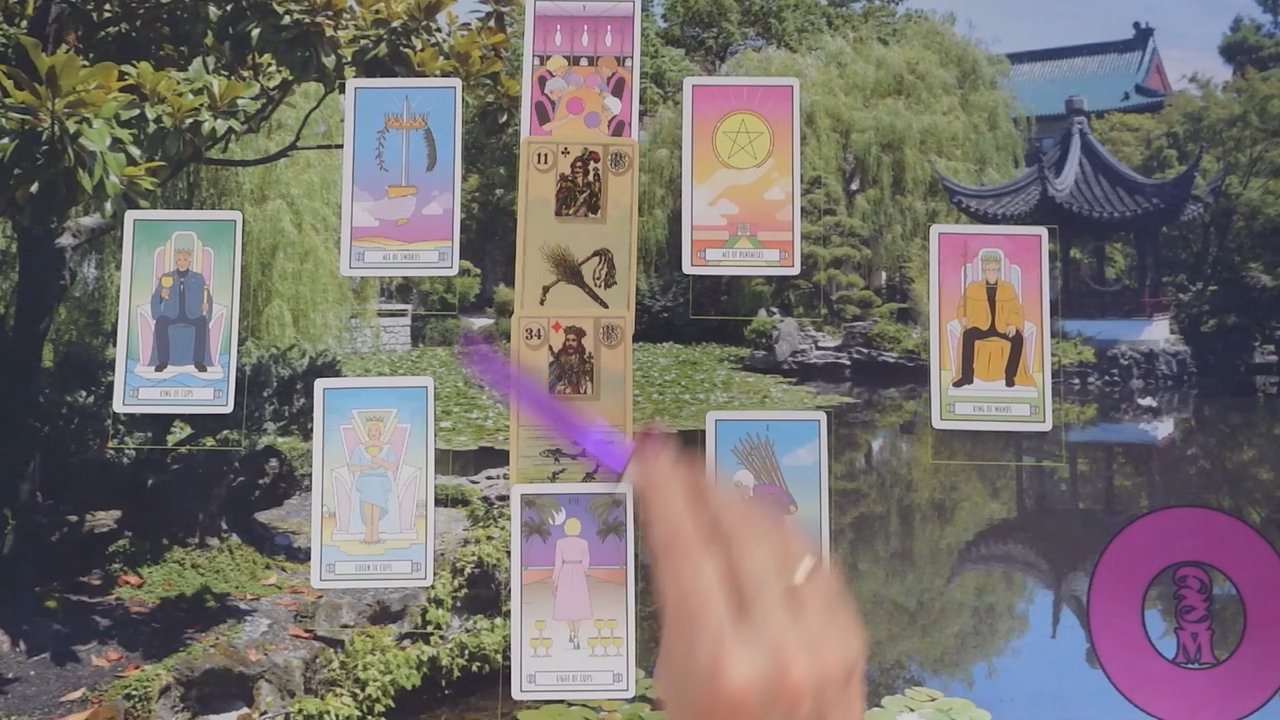 V
ACE OF SWORDS
ACE OF PENTACLES
11
KING OF CUPS
KING OF WANDS
34
QUEEN OF CUPS
X
VIII
EIGHT OF CUPS